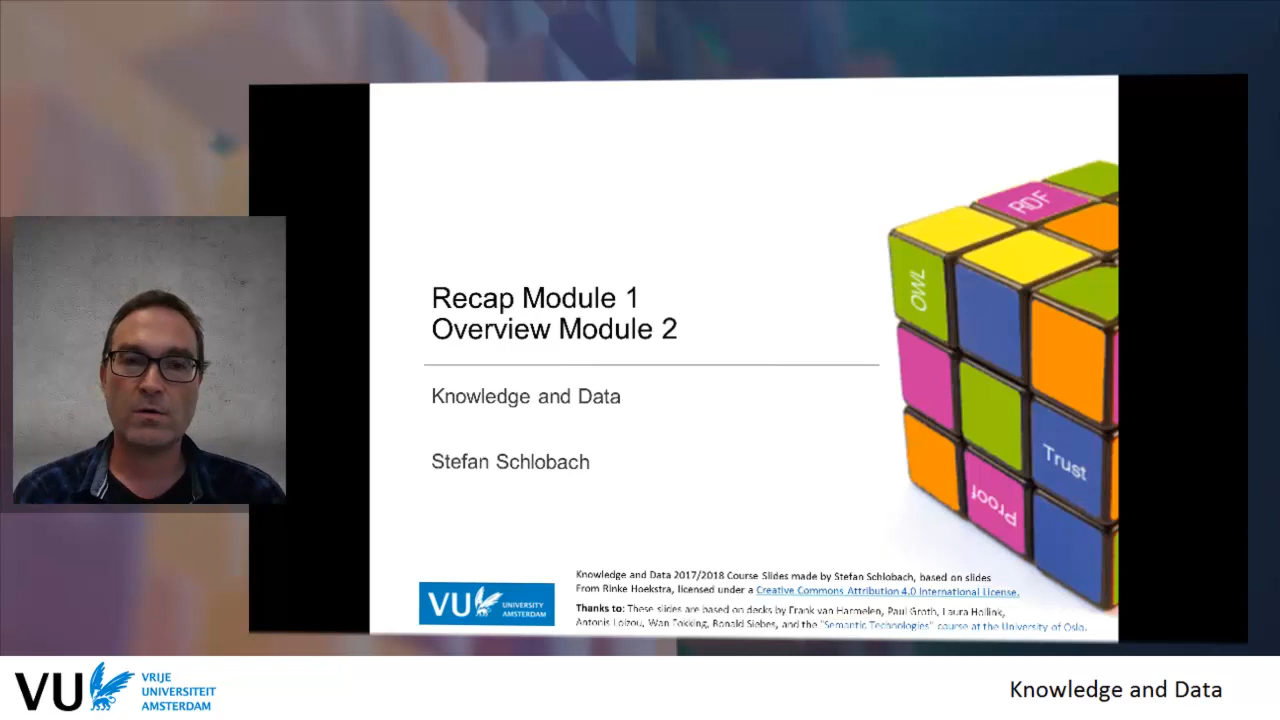 RDF
OWL
Recap Module 1
Overview Module 2
Knowledge and Data
Stefan Schlobach
Trust
Proof
VU UNIVERSITY
AMSTERDAM
Knowledge and Data 2017/2018 Course Slides made by Stefan Schlobach, based on slides
From Rinke Hoekstra, licensed under a Creative Commons Attribution 4.0 International License.
Thanks to: These slides are based on decks by Frank van Harmelen, Paul Groth, Laura Hollink,
Antonis Loizou, Wan Fokking, Ronald Siebes, and the "Semantic Technologies" course at the University of Oslo.
VU VRIJE
UNIVERSITEIT
AMSTERDAM
Knowledge and Data